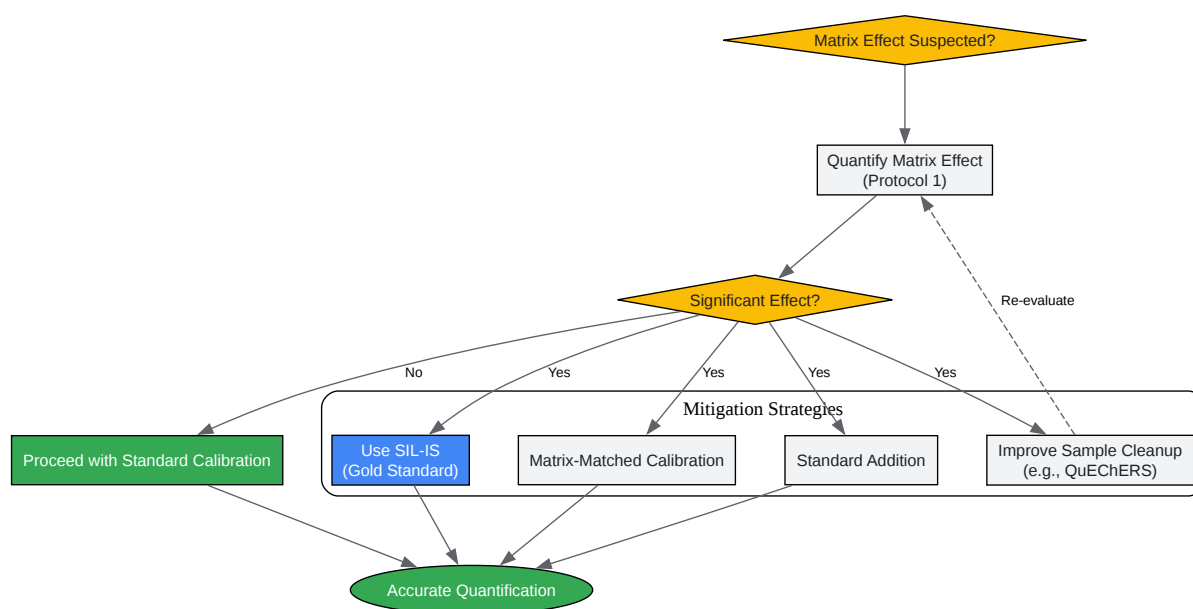 Matrix Effect Suspected?
Quantify Matrix Effect
(Protocol 1)
Significant Effect?
Re-evaluate
No
Yes
Yes
Yes
Yes
Mitigation Strategies
Proceed with Standard Calibration
Use SIL-IS
(Gold Standard)
Matrix-Matched Calibration
Standard Addition
Improve Sample Cleanup
(e.g., QuEChERS)
Accurate Quantification